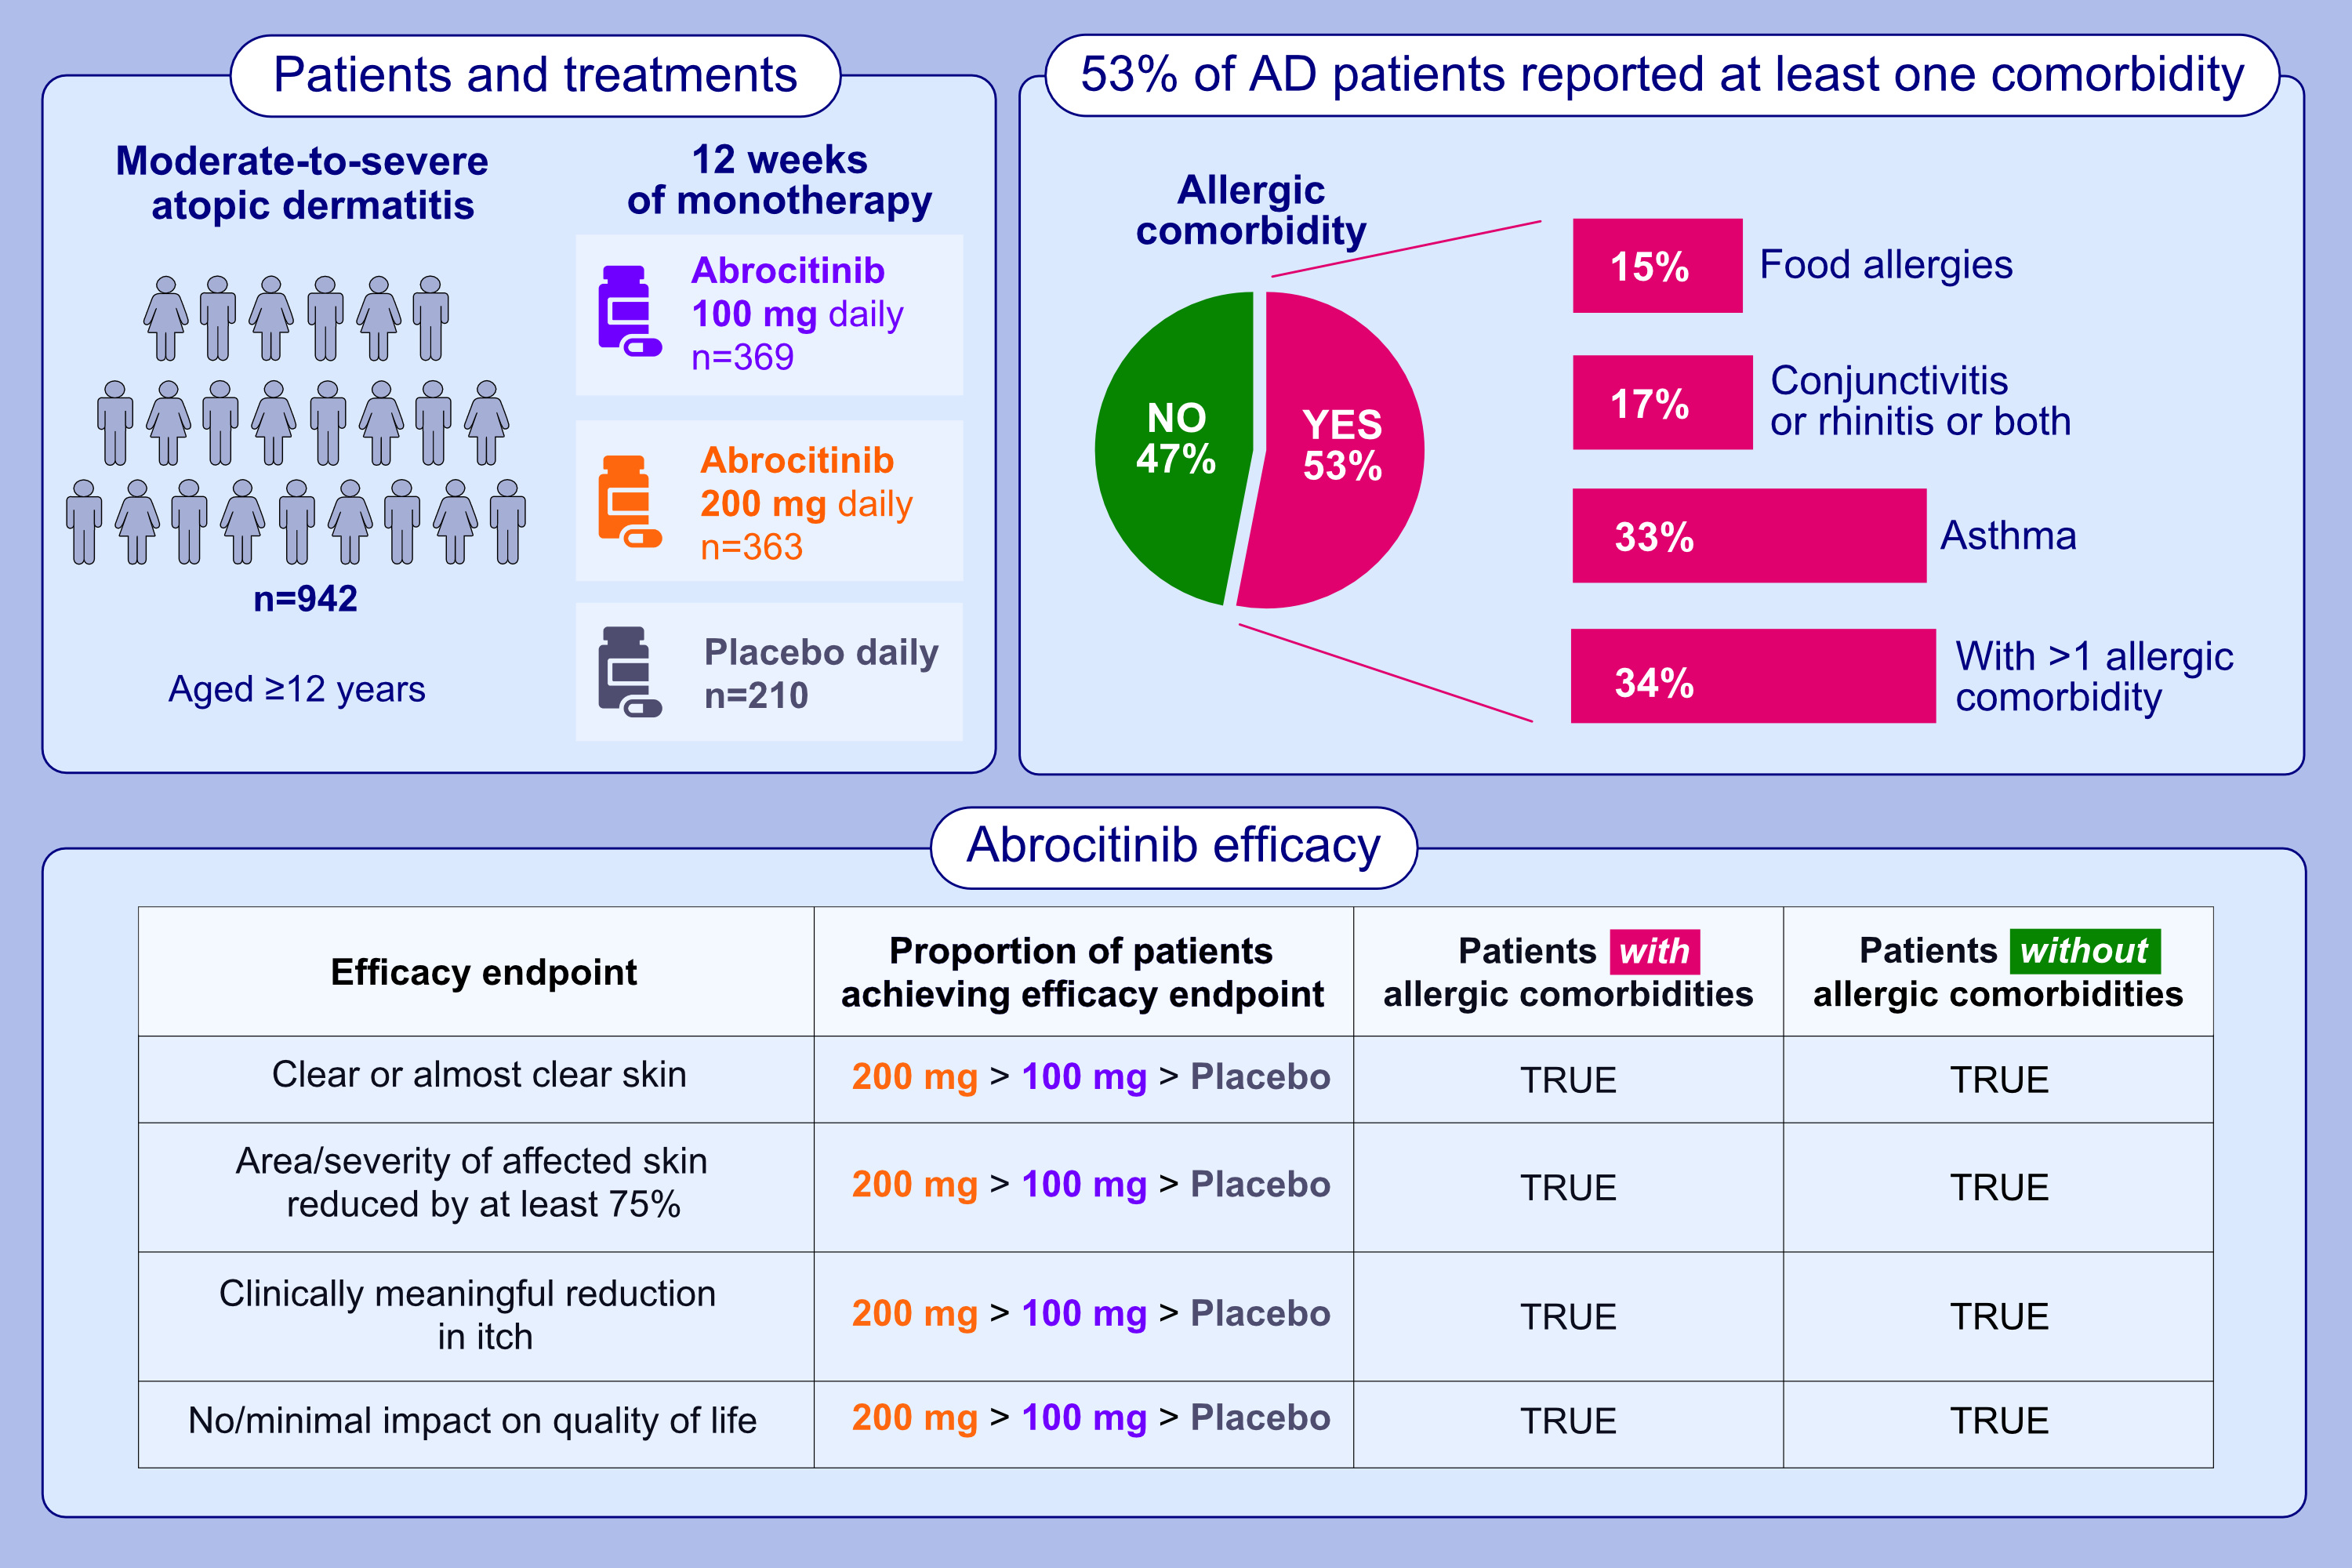 Patients and treatments
Moderate-to-severe
atopic dermatitis
n=942
Aged ≥12 years
12 weeks
of monotherapy
Abrocitinib
100 mg daily
n=369
Abrocitinib
200 mg daily
n=363
Placebo daily
n=210
53% of AD patients reported at least one comorbidity
Allergic
comorbidity
NO
47%
YES
53%
15% Food allergies
17% Conjunctivitis
or rhinitis or both
33% Asthma
34% With >1 allergic
comorbidity
Abrocitinib efficacy
Efficacy endpoint
Proportion of patients
achieving efficacy endpoint
Patients with
allergic comorbidities
Patients without
allergic comorbidities
Clear or almost clear skin 200 mg > 100 mg > Placebo TRUE TRUE
Area/severity of affected skin
reduced by at least 75%
200 mg > 100 mg > Placebo TRUE TRUE
Clinically meaningful reduction
in itch
200 mg > 100 mg > Placebo TRUE TRUE
No/minimal impact on quality of life 200 mg > 100 mg > Placebo TRUE TRUE